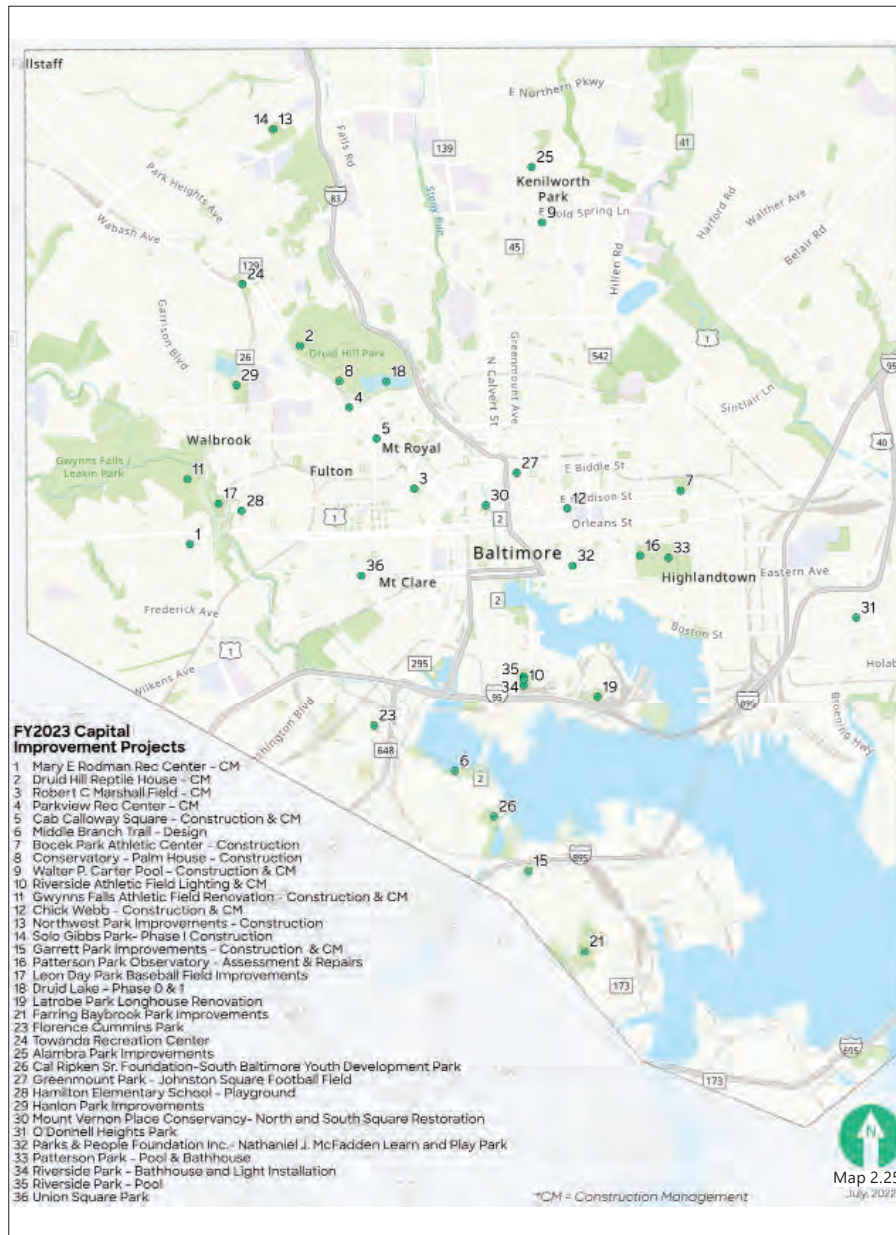 Fallstaff
E Northern Pkwy
14 13
Falls Rd
139
41
25
Kenilworth
Park
Park Heights Ave
83
Stony Run
Harford Rd
Walther Ave
E Cold Spring Ln
9
Wabash Ave
45
Hillen Rd
Belair Rd
129
24
Garrison Blvd
2
Druid Hill Park
Greenmount Ave
N Calvert St
1
26
542
95
29
8
18
4
Sinclair Ln
5
Walbrook
Mt Royal
40
Gwynns Falls /
Leakin Park
Fulton
27
E Biddle St
11
3
7
17
28
30
12
E Madison St
1
2
Orleans St
1
Baltimore
32
16
33
36
Mt Clare
Highlandtown
Eastern Ave
Frederick Ave
2
31
Boston St
1
295
35
10
34
Wilkens Ave
95
19
895
23
Broening Hwy
648
6
2
26
15
895
21
173
695
173
FY2023 Capital
Improvement Projects
1 Mary E Rodman Rec Center - CM
2 Druid Hill Reptile House - CM
3 Robert C Marshall Field - CM
4 Parkview Rec Center - CM
5 Cab Calloway Square - Construction & CM
6 Middle Branch Trail - Design
7 Bocek Park Athletic Center - Construction
8 Conservatory - Palm House - Construction
9 Walter P. Carter Pool - Construction & CM
10 Riverside Athletic Field Lighting & CM
11 Gwynns Falls Athletic Field Renovation - Construction & CM
12 Chick Webb - Construction & CM
13 Northwest Park Improvements - Construction
14 Solo Gibbs Park- Phase I Construction
15 Garrett Park Improvements - Construction & CM
16 Patterson Park Observatory - Assessment & Repairs
17 Leon Day Park Baseball Field Improvements
18 Druid Lake - Phase 0 & 1
19 Latrobe Park Longhouse Renovation
21 Farring Baybrook Park Improvements
23 Florence Cummins Park
24 Towanda Recreation Center
25 Alambra Park Improvements
26 Cal Ripken Sr. Foundation-South Baltimore Youth Development Park
27 Greenmount Park - Johnston Square Football Field
28 Hamilton Elementary School - Playground
29 Hanlon Park Improvements
30 Mount Vernon Place Conservancy- North and South Square Restoration
31 O'Donnell Heights Park
32 Parks & People Foundation Inc.- Nathaniel J. McFadden Learn and Play Park
33 Patterson Park - Pool & Bathhouse
34 Riverside Park - Bathhouse and Light Installation
35 Riverside Park - Pool
36 Union Square Park
*CM = Construction Management
N
Map 2.25
July, 2022